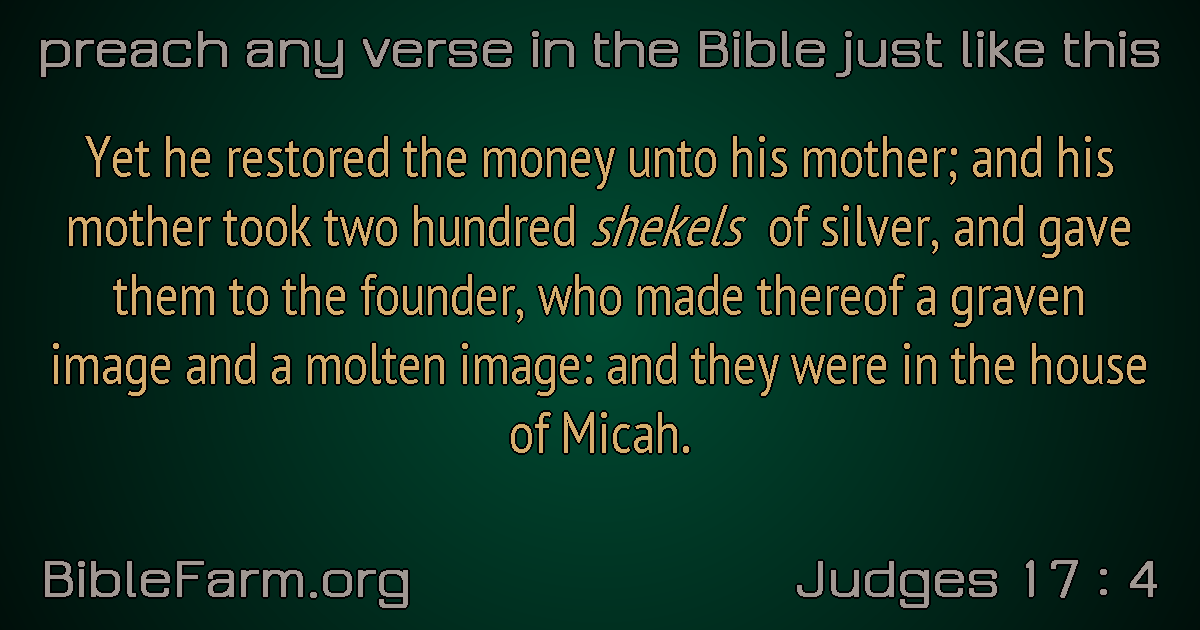 preach any verse in the Bible just like this
Yet he restored the money unto his mother; and his
mother took two hundred shekels of silver, and gave
them to the founder, who made thereof a graven
image and a molten image: and they were in the house
of Micah.
BibleFarm.org
Judges 17 : 4